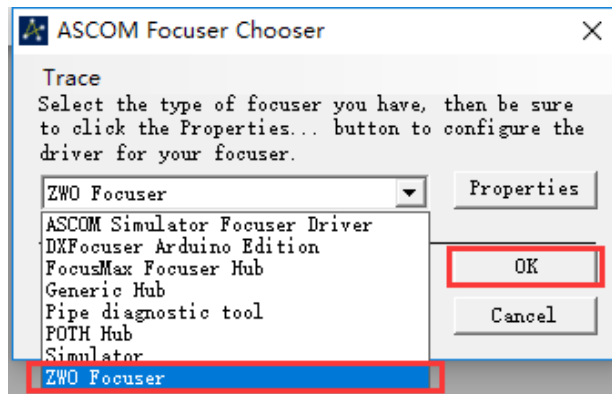 ASCOM Focuser Chooser
Trace
Select the type of focuser you have, then be sure
to click the Properties... button to configure the
driver for your focuser.
ZWO Focuser
Properties
ASCOM Simulator Focuser Driver
DXFocuser Arduino Edition
FocusMax Focuser Hub
Generic Hub
Pipe diagnostic tool
POTH Hub
Simulator
ZWO Focuser
OK
Cancel